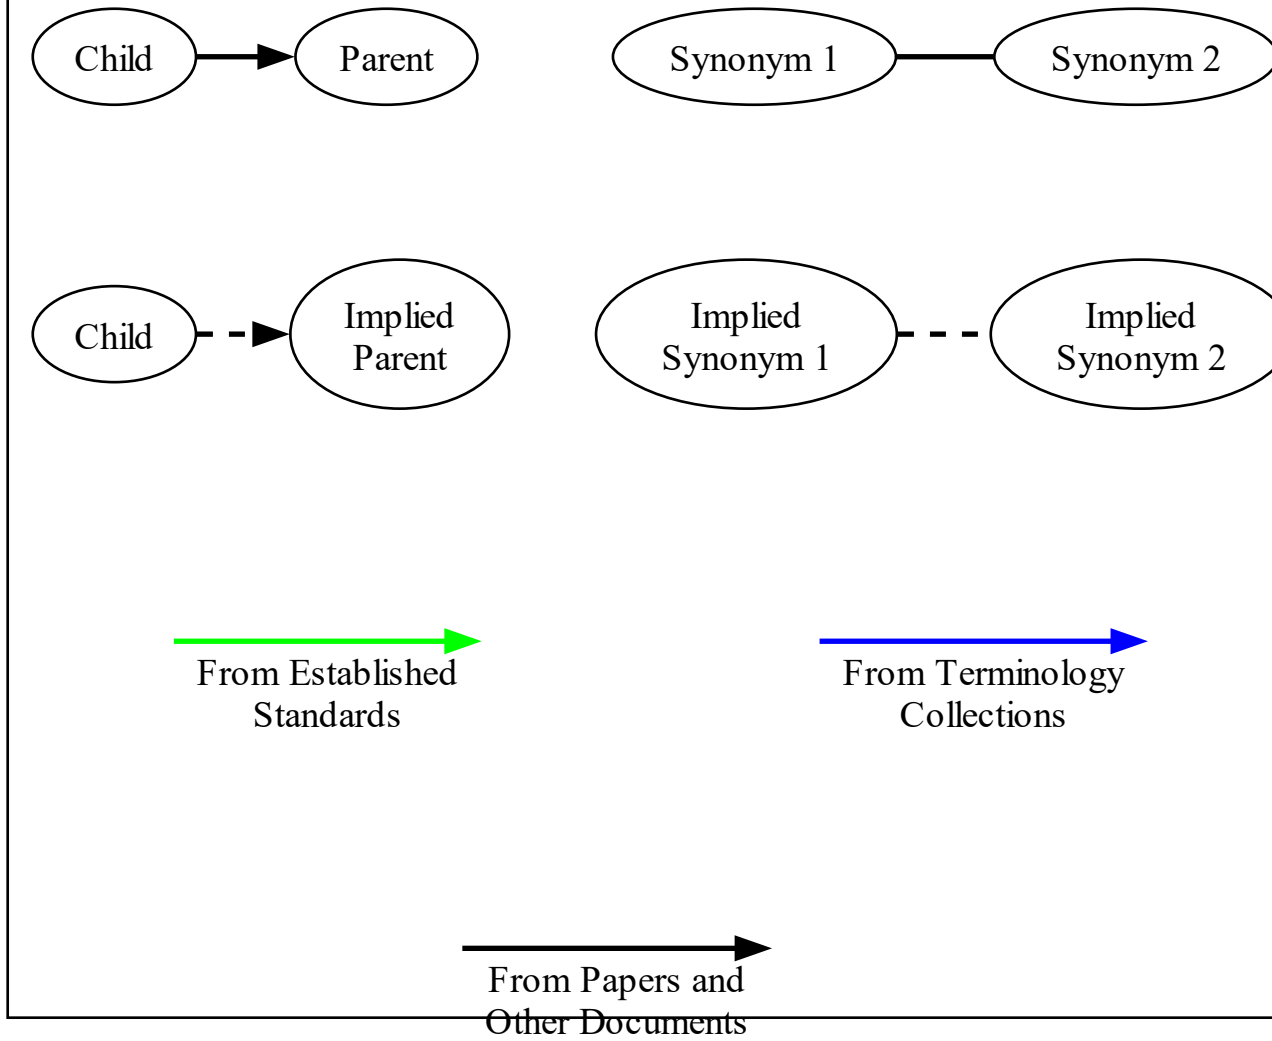 Child
Parent
Synonym 1
Synonym 2
Child
Implied
Parent
Implied
Synonym 1
Implied
Synonym 2
From Established
Standards
From Terminology
Collections
From Papers and
Other Documents